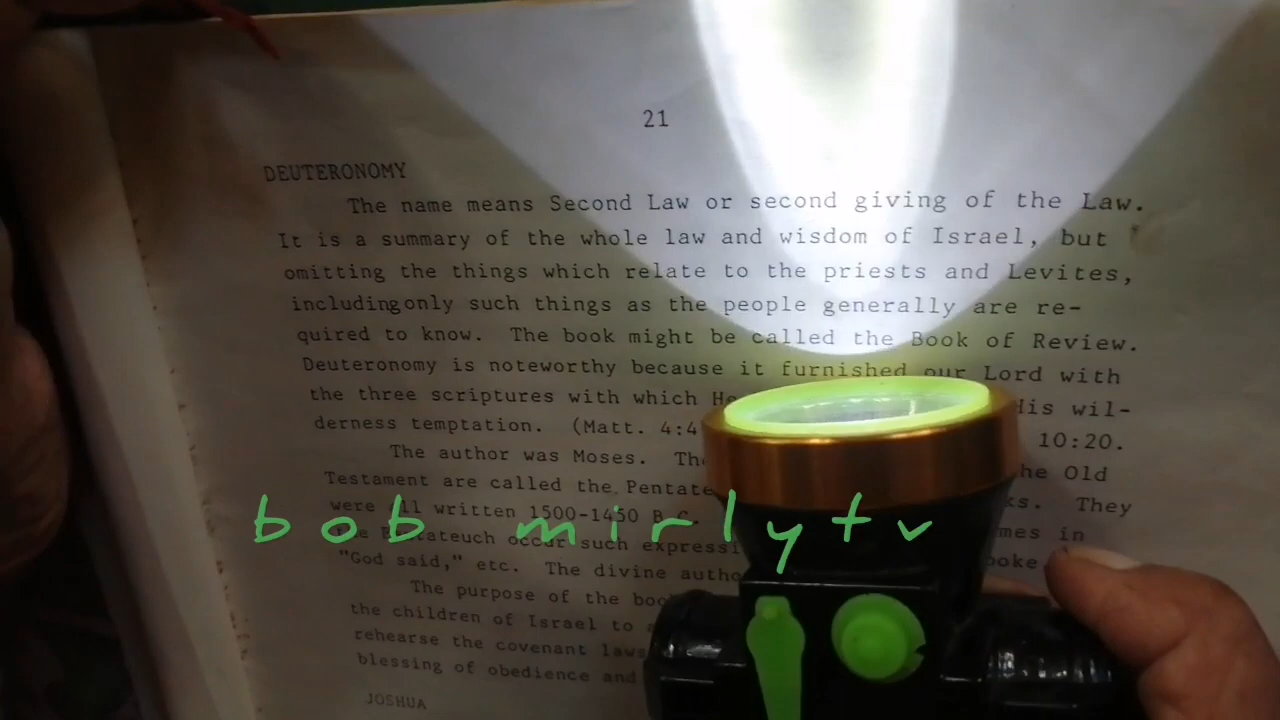 21
DEUTERONOMY
The name means Second Law or second giving of the Law.
It is a summary of the whole law and wisdom of Israel, but
omitting the things which relate to the priests and Levites,
includingonly such things as the people generally are re-
quired to know. The book might be called the Book of Review.
Deuteronomy is noteworthy because it furnished our Lord with
the three scriptures with which He His wil-
derness temptation. (Matt. 4:4 10:20.
The author was Moses. The Old
Testament are called the Pentate They
were all written 1500-1450 B.C.
occur such expressi in
"God said," etc. The divine autho
The purpose of the boo
the children of Israel to
rehearse the covenant laws
blessing of obedience and
JOSHUA
bob mirlytv